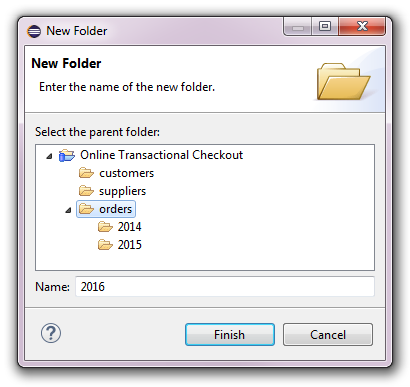 New Folder
New Folder
Enter the name of the new folder.
Select the parent folder:
Online Transactional Checkout
customers
suppliers
orders
2014
2015
Name: 2016
? Finish Cancel